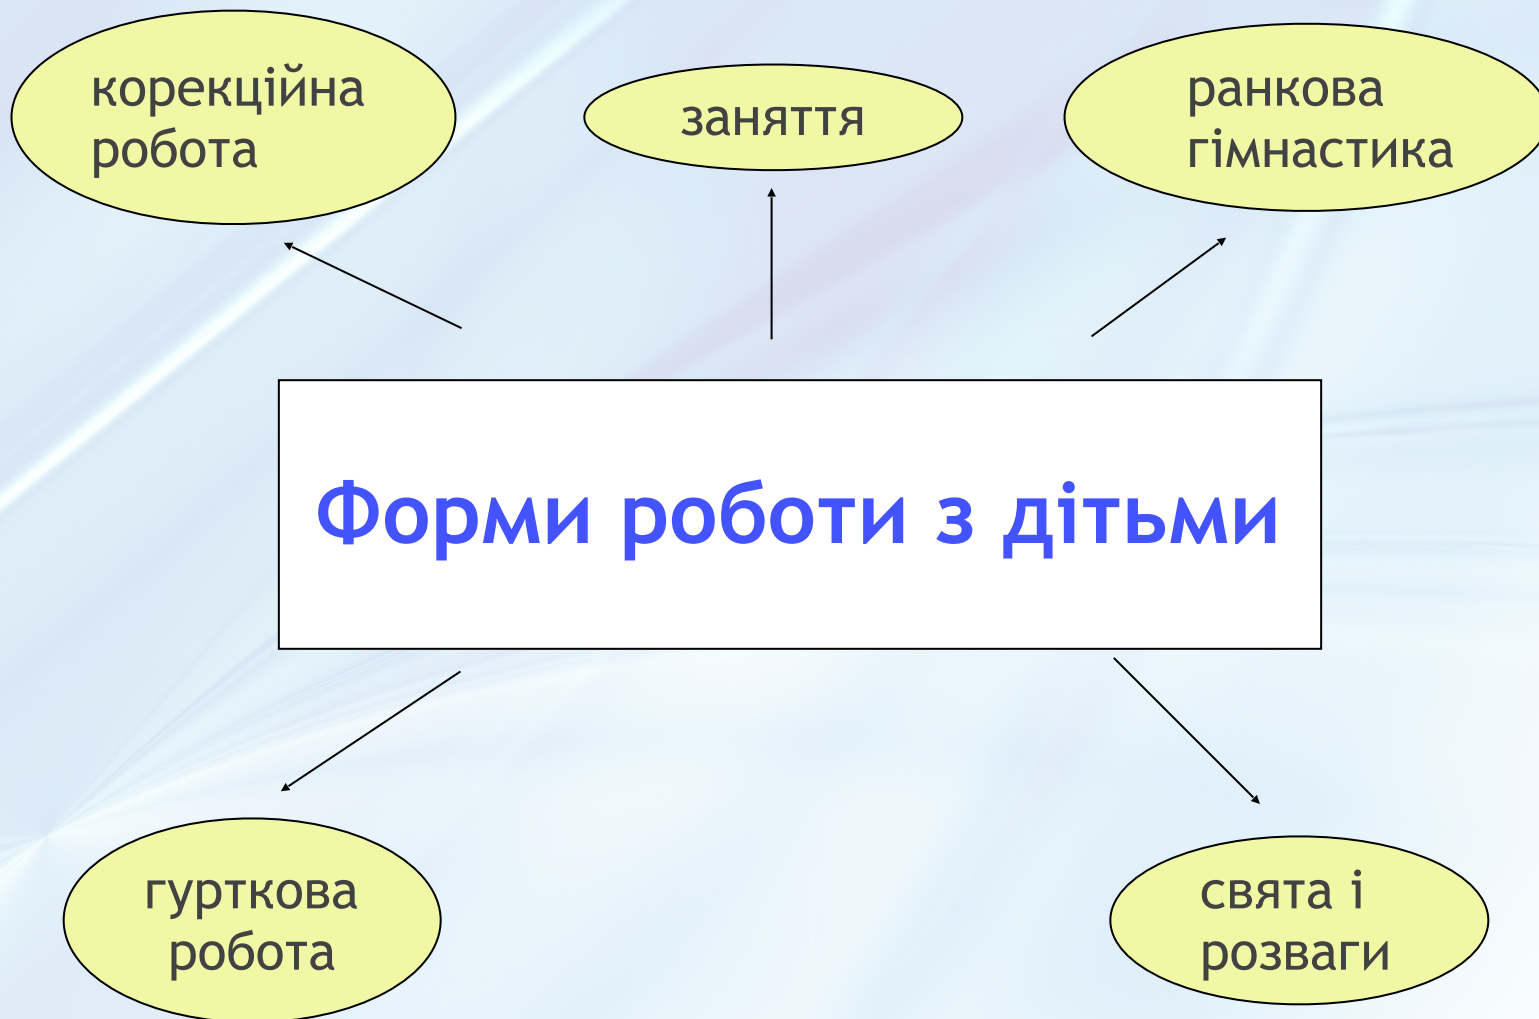 корекційна
робота
заняття
ранкова
гімнастика
Форми роботи з дітьми
гурткова
робота
свята і
розваги